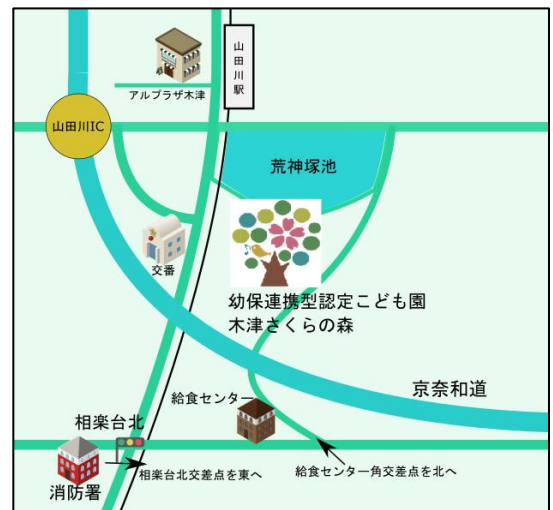 山田川駅
アルプラザ木津
山田川IC
荒神塚池
交番
幼保連携型認定こども園
木津さくらの森
京奈和道
給食センター
相楽台北
相楽台北交差点を東へ
給食センター角交差点を北へ
消防署